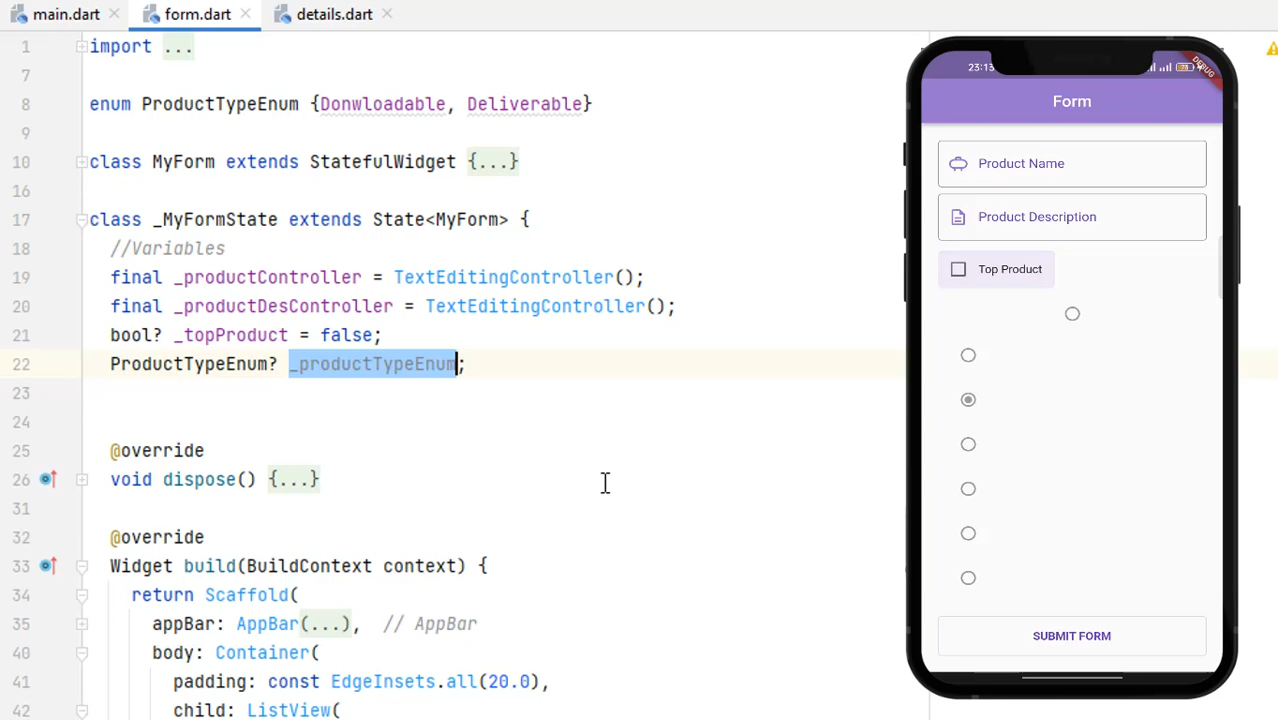 main.dart
form.dart
details.dart
1 import ...
7
8 enum ProductTypeEnum {Donwloadable, Deliverable}
9
10 class MyForm extends StatefulWidget {...}
16
17 class _MyFormState extends State<MyForm> {
18 //Variables
19 final _productController = TextEditingController();
20 final _productDesController = TextEditingController();
21 bool? _topProduct = false;
22 ProductTypeEnum? _productTypeEnum;
23
24
25 @override
26 void dispose() {...}
31
32 @override
33 Widget build(BuildContext context) {
34 return Scaffold(
35 appBar: AppBar(...), // AppBar
40 body: Container(
41 padding: const EdgeInsets.all(20.0),
42 child: ListView(
23:13
DEBUG
Form
Product Name
Product Description
Top Product
SUBMIT FORM